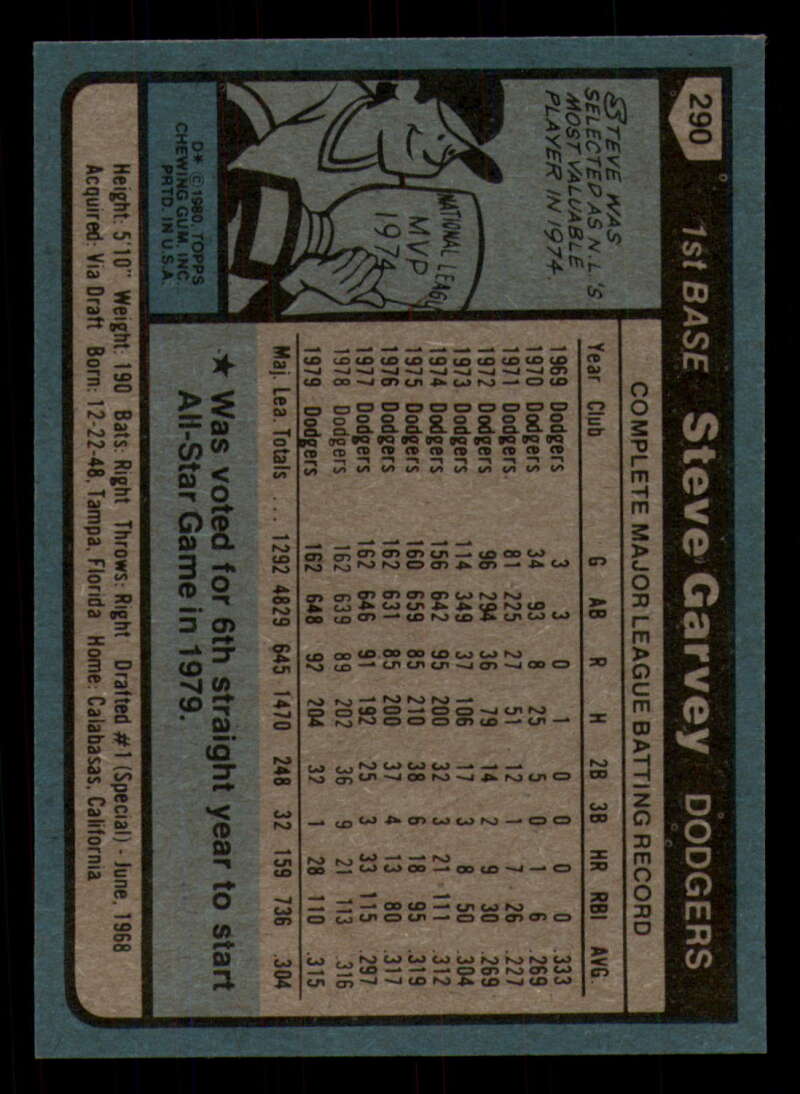 290
1st BASE Steve Garvey DODGERS
STEVE WAS
SELECTED AS N.L.'S
MOST VALUABLE
PLAYER IN 1974.
NATIONAL LEAGUE
MVP
1974
D* © 1980 TOPPS
CHEWING GUM, INC.
PRTD. IN U.S.A.
COMPLETE MAJOR LEAGUE BATTING RECORD
Year Club G AB R H 2B 3B HR RBI AVG.
1969 Dodgers 3 3 0 1 0 0 0 0 .333
1970 Dodgers 34 93 8 25 5 0 1 6 .269
1971 Dodgers 81 225 27 51 12 1 7 26 .227
1972 Dodgers 96 294 36 79 14 2 9 30 .269
1973 Dodgers 114 349 37 106 17 3 8 50 .304
1974 Dodgers 156 642 95 200 32 3 21 111 .312
1975 Dodgers 160 659 85 210 38 6 18 95 .319
1976 Dodgers 162 631 85 200 37 4 13 80 .317
1977 Dodgers 162 646 91 192 25 3 33 115 .297
1978 Dodgers 162 639 89 202 36 9 21 113 .316
1979 Dodgers 162 648 92 204 32 1 28 110 .315
Maj. Lea. Totals ... 1292 4829 645 1470 248 32 159 736 .304
★ Was voted for 6th straight year to start
All-Star Game in 1979.
Height: 5'10" Weight: 190 Bats: Right Throws: Right Drafted #1 (Special) - June, 1968
Acquired: Via Draft Born: 12-22-48, Tampa, Florida Home: Calabasas, California